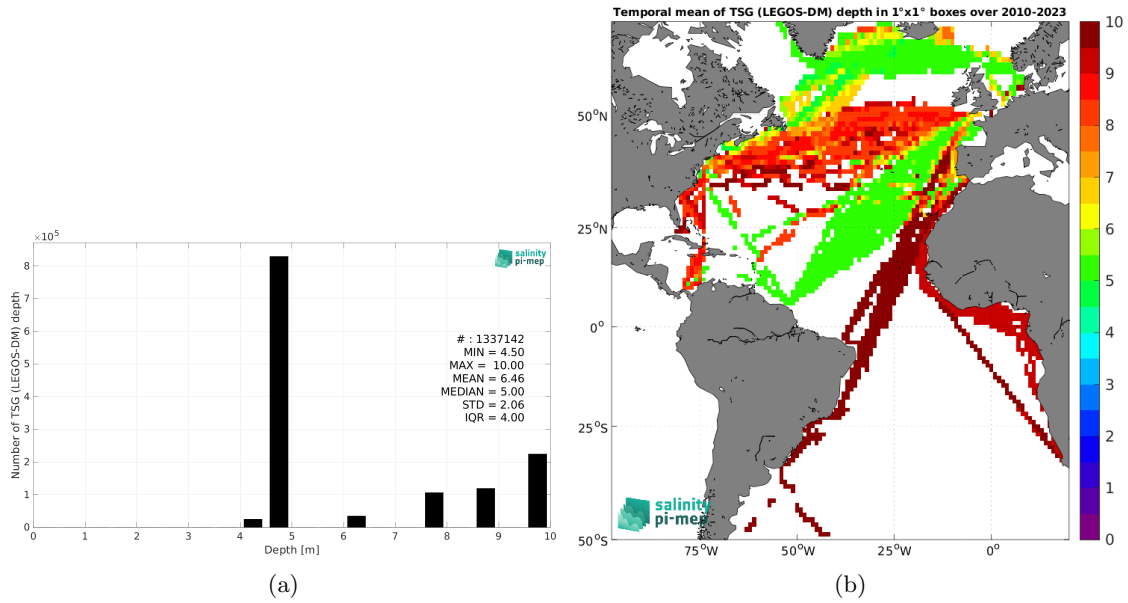 ×10⁵
8
7
6
5
4
3
2
1
0
Number of TSG (LEGOS-DM) depth
salinity
pi-mep
# : 1337142
MIN = 4.50
MAX = 10.00
MEAN = 6.46
MEDIAN = 5.00
STD = 2.06
IQR = 4.00
0 1 2 3 4 5 6 7 8 9 10
Depth [m]
(a)
Temporal mean of TSG (LEGOS-DM) depth in 1°x1° boxes over 2010-2023
50°N
25°N
0°
25°S
50°S
salinity
pi-mep
75°W 50°W 25°W 0°
10
9
8
7
6
5
4
3
2
1
0
(b)